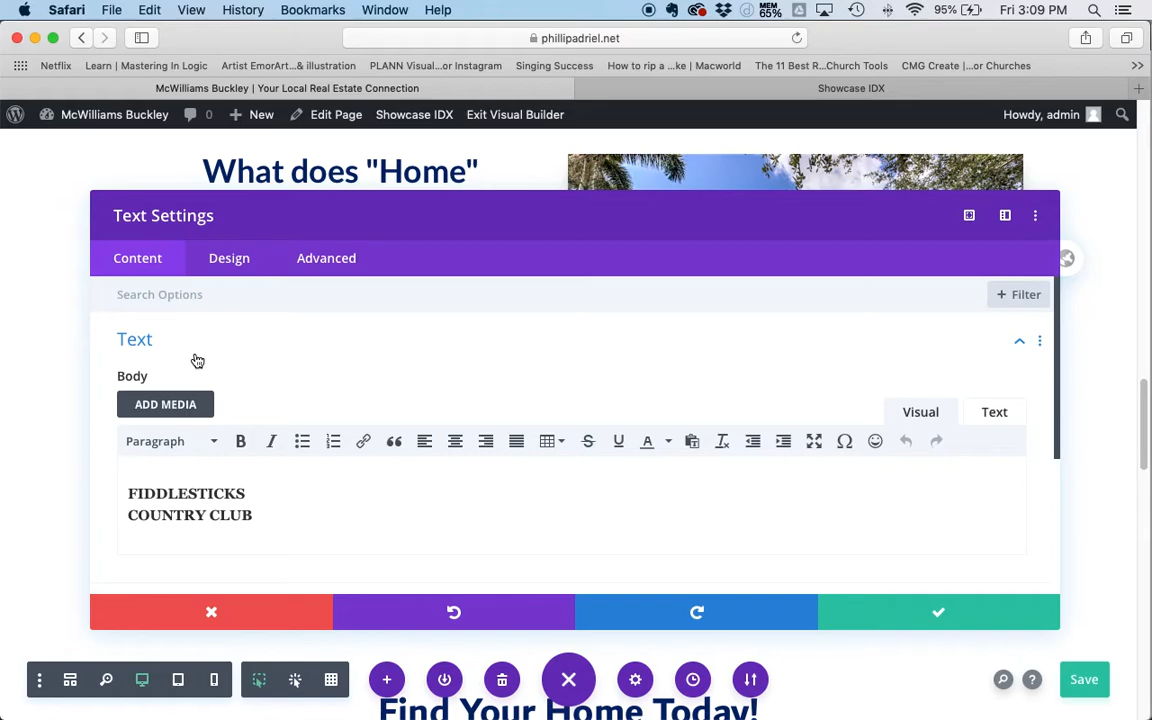 Safari File Edit View History Bookmarks Window Help MEM 65% 95% Fri 3:09 PM
phillipadriel.net
Netflix Learn | Mastering In Logic Artist EmorArt...& illustration PLANN Visual...or Instagram Singing Success How to rip a ...ke | Macworld The 11 Best R...Church Tools CMG Create |...or Churches >>
McWilliams Buckley | Your Local Real Estate Connection Showcase IDX
McWilliams Buckley 0 New Edit Page Showcase IDX Exit Visual Builder Howdy, admin
What does "Home"
Text Settings
Content Design Advanced
Search Options + Filter
Text
Body
ADD MEDIA
Visual Text
Paragraph B I U A
FIDDLESTICKS
COUNTRY CLUB
Save
Find Your Home Today!